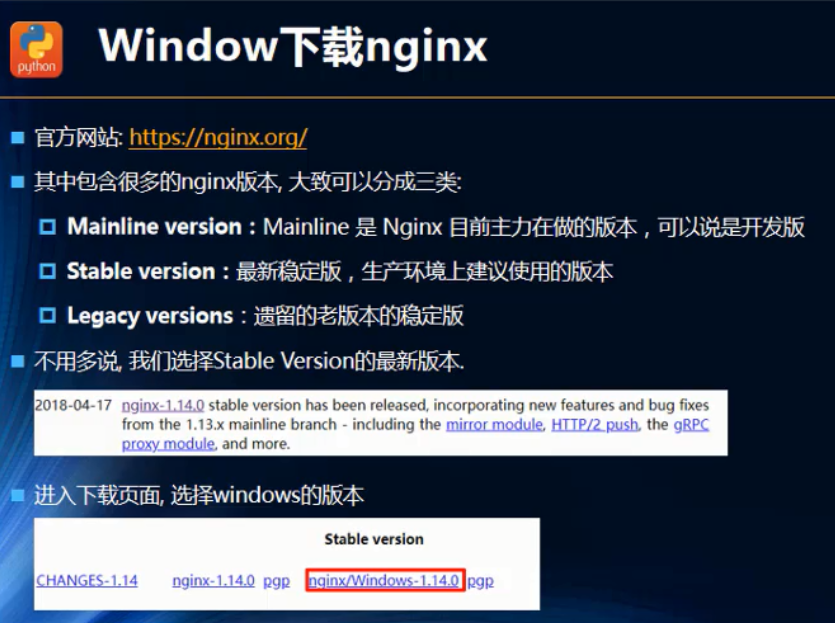 python
Window下载nginx
官方网站: https://nginx.org/
其中包含很多的nginx版本, 大致可以分成三类:
Mainline version：Mainline 是 Nginx 目前主力在做的版本，可以说是开发版
Stable version：最新稳定版，生产环境上建议使用的版本
Legacy versions：遗留的老版本的稳定版
不用多说, 我们选择Stable Version的最新版本.
2018-04-17 nginx-1.14.0 stable version has been released, incorporating new features and bug fixes
from the 1.13.x mainline branch - including the mirror module, HTTP/2 push, the gRPC
proxy module, and more.
进入下载页面, 选择windows的版本
Stable version
CHANGES-1.14 nginx-1.14.0 pgp nginx/Windows-1.14.0 pgp